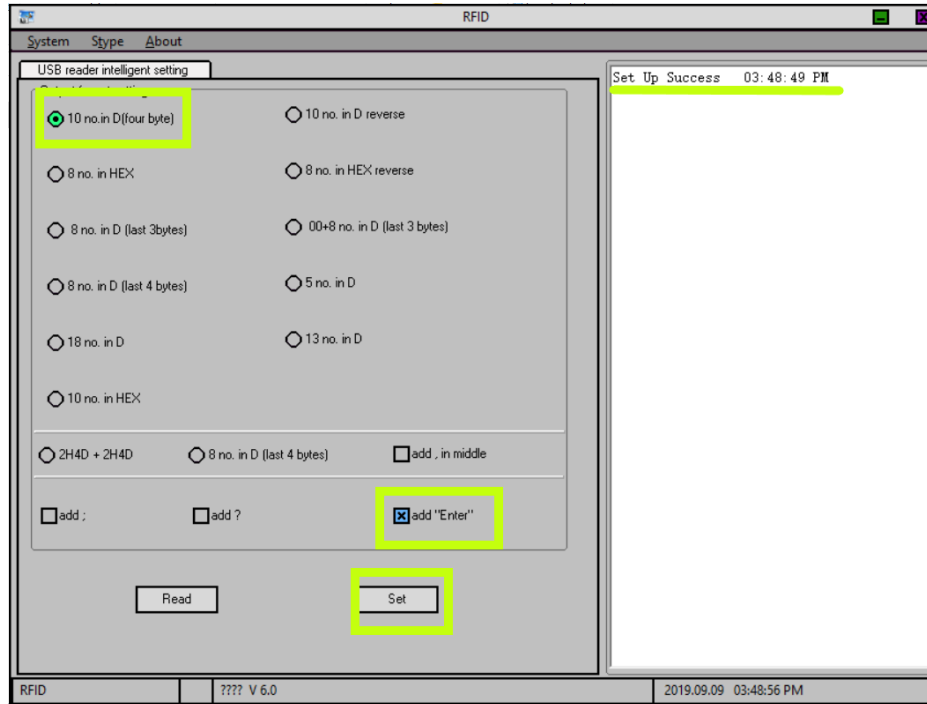 RFID
System Stype About
USB reader intelligent setting
10 no.in D(four byte)
10 no. in D reverse
8 no. in HEX
8 no. in HEX reverse
8 no. in D (last 3bytes)
00+8 no. in D (last 3 bytes)
8 no. in D (last 4 bytes)
5 no. in D
18 no. in D
13 no. in D
10 no. in HEX
2H4D + 2H4D
8 no. in D (last 4 bytes)
add , in middle
add ;
add ?
add "Enter"
Read
Set
Set Up Success 03:48:49 PM
RFID
???? V 6.0
2019.09.09 03:48:56 PM